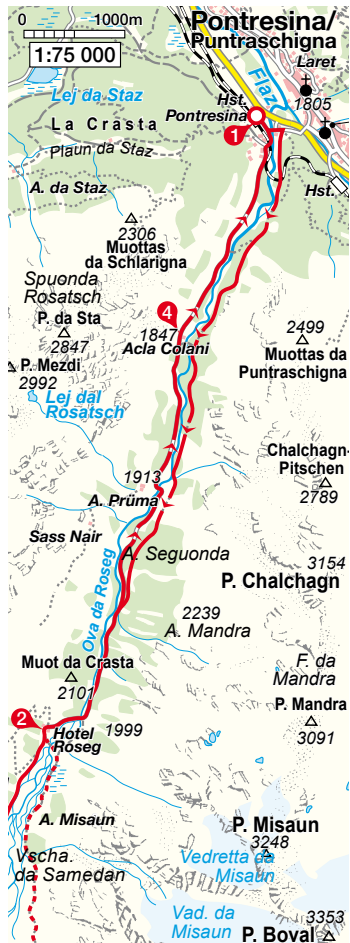 0 1000m
1:75 000
Pontresina/
Puntraschigna
Laret
1805
Lej da Staz
Flaz
Hst.
Pontresina
1
La Crasta
Plaun da Staz
Hst.
A. da Staz
2306
Muottas
da Schlarigna
Spuonda
Rosatsch
P. da Sta
2847
4
1847
Acla Colani
2499
Muottas da
Puntraschigna
P. Mezdi
2992
Lej dal
Rosatsch
Chalchagn-
Pitschen
2789
1913
A. Prüma
Sass Nair
A. Seguonda
3154
P. Chalchagn
Ova da Roseg
2239
A. Mandra
Muot da Crasta
2101
F. da
Mandra
P. Mandra
3091
2
Hotel
Roseg
1999
A. Misaun
P. Misaun
3248
Vscha.
da Samedan
Vedretta da
Misaun
Vad. da
Misaun
3353
P. Boval